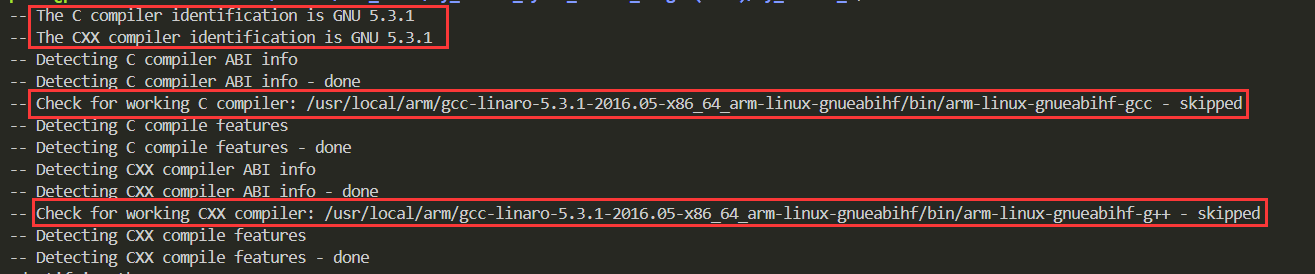 -- The C compiler identification is GNU 5.3.1
-- The CXX compiler identification is GNU 5.3.1
-- Detecting C compiler ABI info
-- Detecting C compiler ABI info - done
-- Check for working C compiler: /usr/local/arm/gcc-linaro-5.3.1-2016.05-x86_64_arm-linux-gnueabihf/bin/arm-linux-gnueabihf-gcc - skipped
-- Detecting C compile features
-- Detecting C compile features - done
-- Detecting CXX compiler ABI info
-- Detecting CXX compiler ABI info - done
-- Check for working CXX compiler: /usr/local/arm/gcc-linaro-5.3.1-2016.05-x86_64_arm-linux-gnueabihf/bin/arm-linux-gnueabihf-g++ - skipped
-- Detecting CXX compile features
-- Detecting CXX compile features - done